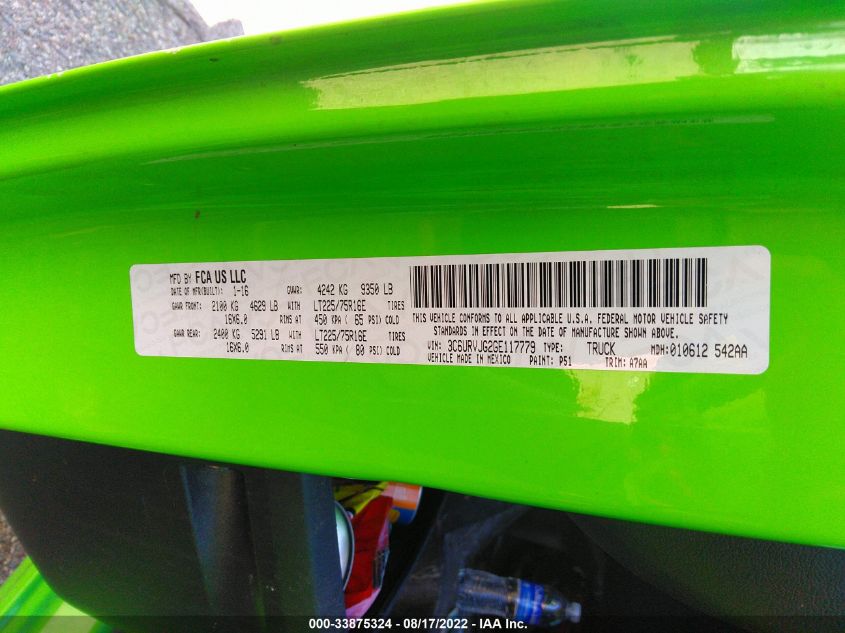 MFD BY FCA US LLC
DATE OF MFR(BUILT): 1-16 GVWR: 4242 KG 9350 LB
GAWR FRONT: 2100 KG 4629 LB WITH LT225/75R16E TIRES
16X6.0 RIMS AT 450 KPA ( 65 PSI) COLD
GAWR REAR: 2400 KG 5291 LB WITH LT225/75R16E TIRES
16X6.0 RIMS AT 550 KPA ( 80 PSI) COLD
THIS VEHICLE CONFORMS TO ALL APPLICABLE U.S.A. FEDERAL MOTOR VEHICLE SAFETY
STANDARDS IN EFFECT ON THE DATE OF MANUFACTURE SHOWN ABOVE.
VIN: 3C6URVJG2GE117779 TYPE: TRUCK MDH:010612 542AA
VEHICLE MADE IN MEXICO PAINT: P51 TRIM: A7AA
000-33875324 - 08/17/2022 - IAA Inc.